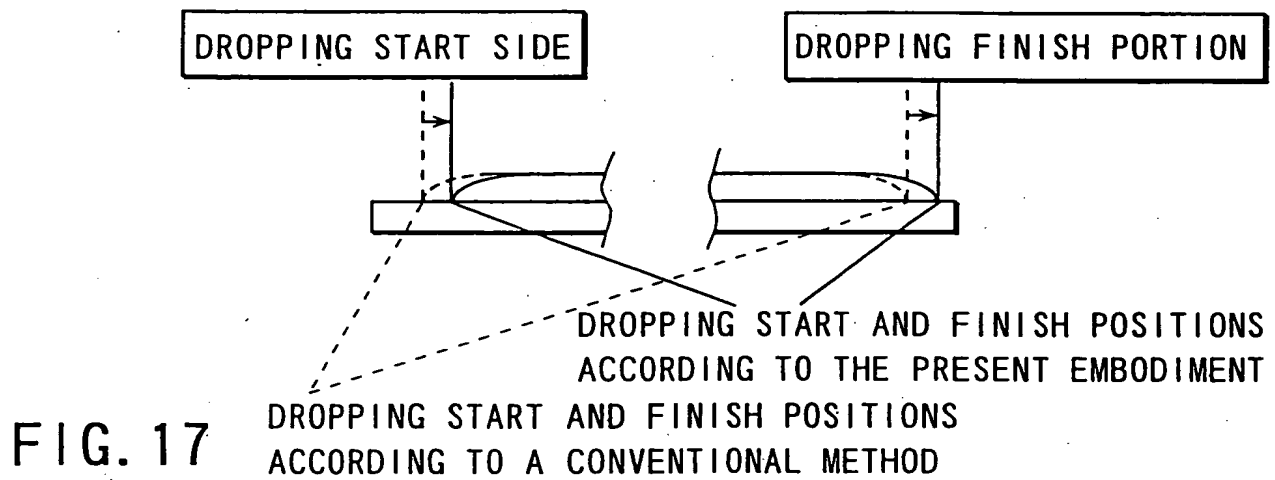 DROPPING START SIDE
DROPPING FINISH PORTION
DROPPING START AND FINISH POSITIONS
ACCORDING TO THE PRESENT EMBODIMENT
DROPPING START AND FINISH POSITIONS
ACCORDING TO A CONVENTIONAL METHOD
FIG. 17